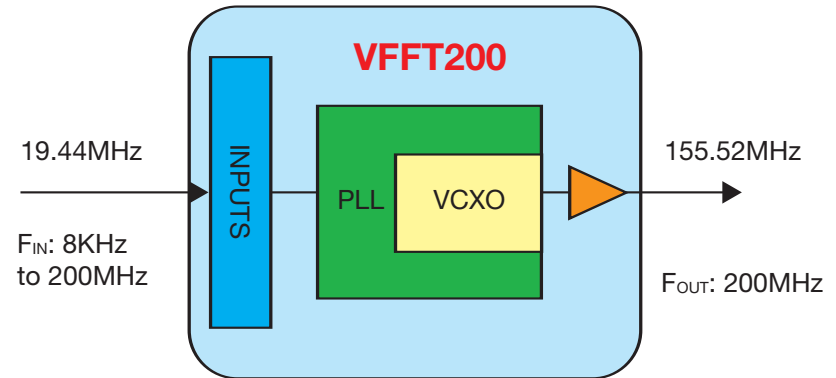 VFFT200
19.44MHz
FIN: 8KHz
to 200MHz
INPUTS
PLL
VCXO
155.52MHz
FOUT: 200MHz